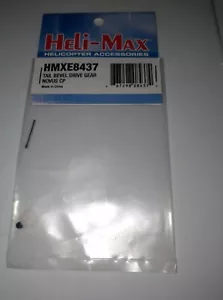 HELI-MAX
HELICOPTER ACCESSORIES
HMXE8437
TAIL BEVEL DRIVE GEAR
NOVUS CP
Made in China